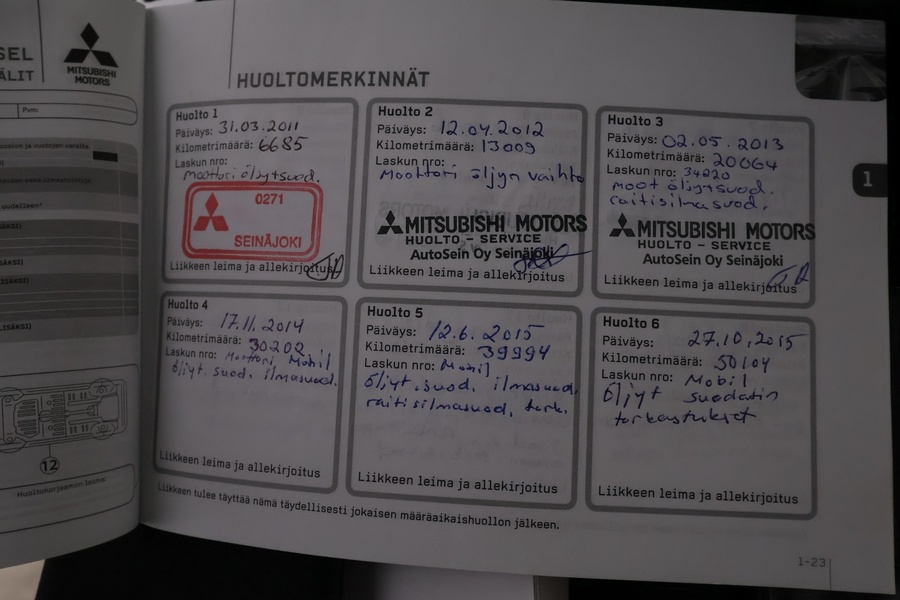 SEL
ÄLIT
MITSUBISHI
MOTORS
Pvm:
HUOLTOMERKINNÄT
Huolto 1
Päiväys: 31.03.2011
Kilometrimäärä: 6685
Laskun nro:
Moottori öljytsuod.
0271
SEINÄJOKI
Liikkeen leima ja allekirjoitus
Huolto 2
Päiväys: 12.04.2012
Kilometrimäärä: 13009
Laskun nro:
Moottori öljyn vaihto
MITSUBISHI MOTORS
HUOLTO - SERVICE
AutoSein Oy Seinäjoki
Liikkeen leima ja allekirjoitus
Huolto 3
Päiväys: 02.05.2013
Kilometrimäärä: 20064
Laskun nro: 34220
moot öljytsuod.
raitisilmasuod.
MITSUBISHI MOTORS
HUOLTO - SERVICE
AutoSein Oy Seinäjoki
Liikkeen leima ja allekirjoitus
Huolto 4
Päiväys: 17.11.2014
Kilometrimäärä: 30202
Laskun nro: Moottori Mobil
öljyt. suod. ilmasuod.
Liikkeen leima ja allekirjoitus
Huolto 5
Päiväys: 12.6.2015
Kilometrimäärä: 39994
Laskun nro: Mobil
öljyt.suod. ilmasuod.
raitisilmasuod. tark.
Liikkeen leima ja allekirjoitus
Huolto 6
Päiväys: 27.10.2015
Kilometrimäärä: 50104
Laskun nro: Mobil
öljyt suodatin
tarkastukset
Liikkeen leima ja allekirjoitus
Liikkeen tulee täyttää nämä täydellisesti jokaisen määräaikaishuollon jälkeen.
1
12
Huoltokorjaamon leima:
1-23